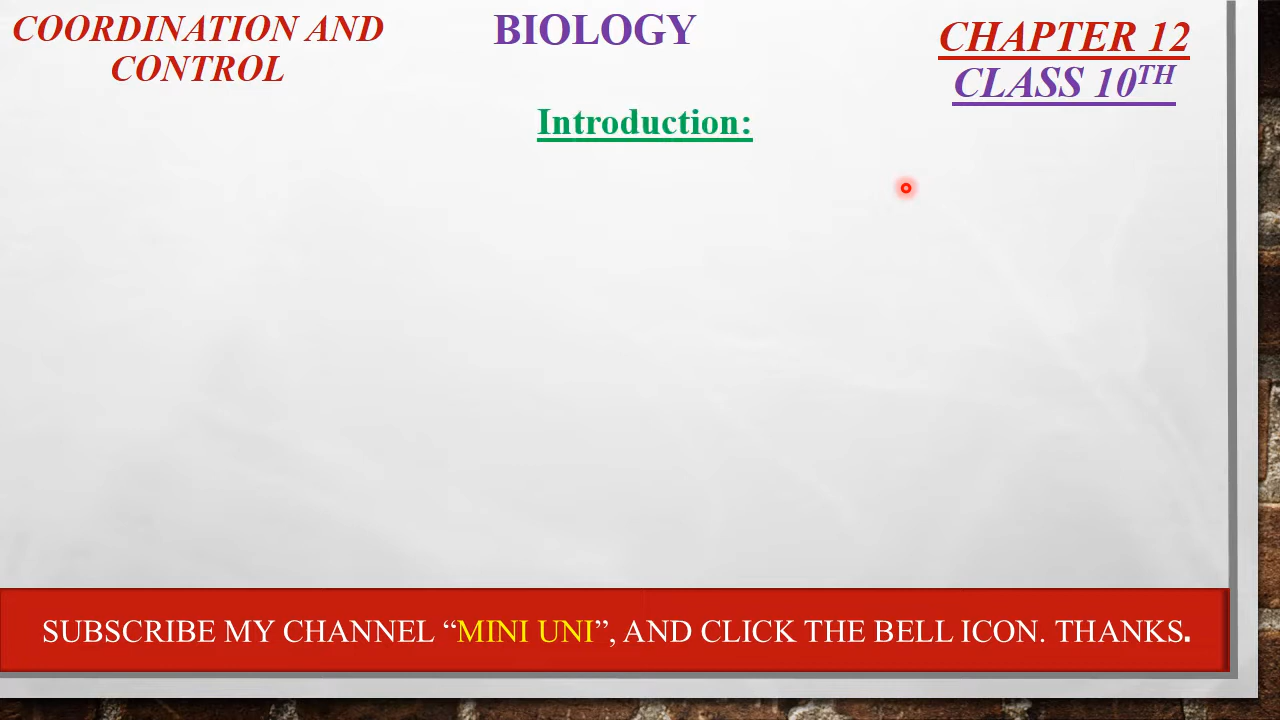 COORDINATION AND
CONTROL
BIOLOGY
CHAPTER 12
CLASS 10TH
Introduction:
SUBSCRIBE MY CHANNEL “MINI UNI”, AND CLICK THE BELL ICON. THANKS.